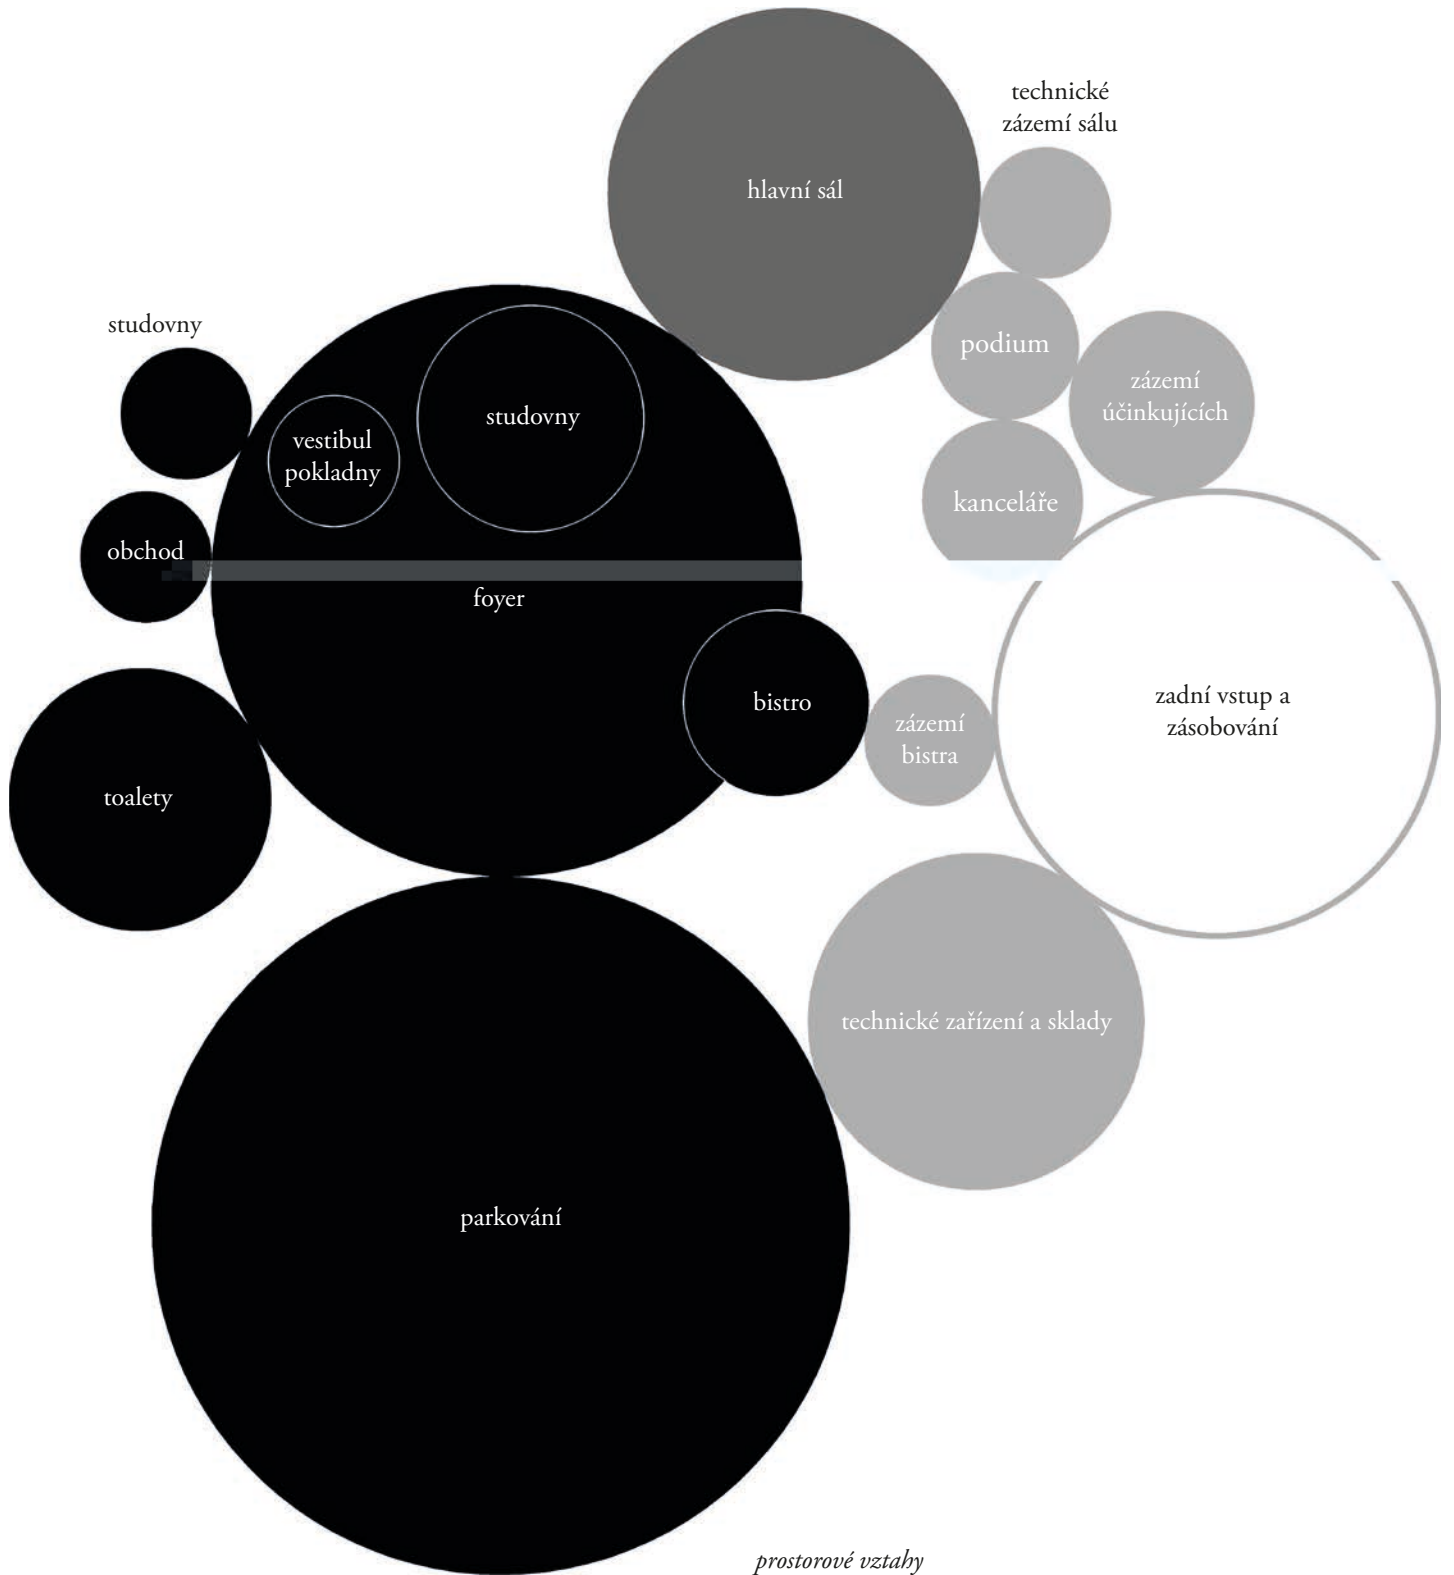 technické
zázemí sálu
hlavní sál
studovny
podium
zázemí
účinkujících
studovny
vestibul
pokladny
kanceláře
obchod
foyer
bistro
zázemí
bistra
zadní vstup a
zásobování
toalety
technické zařízení a sklady
parkování
prostorové vztahy